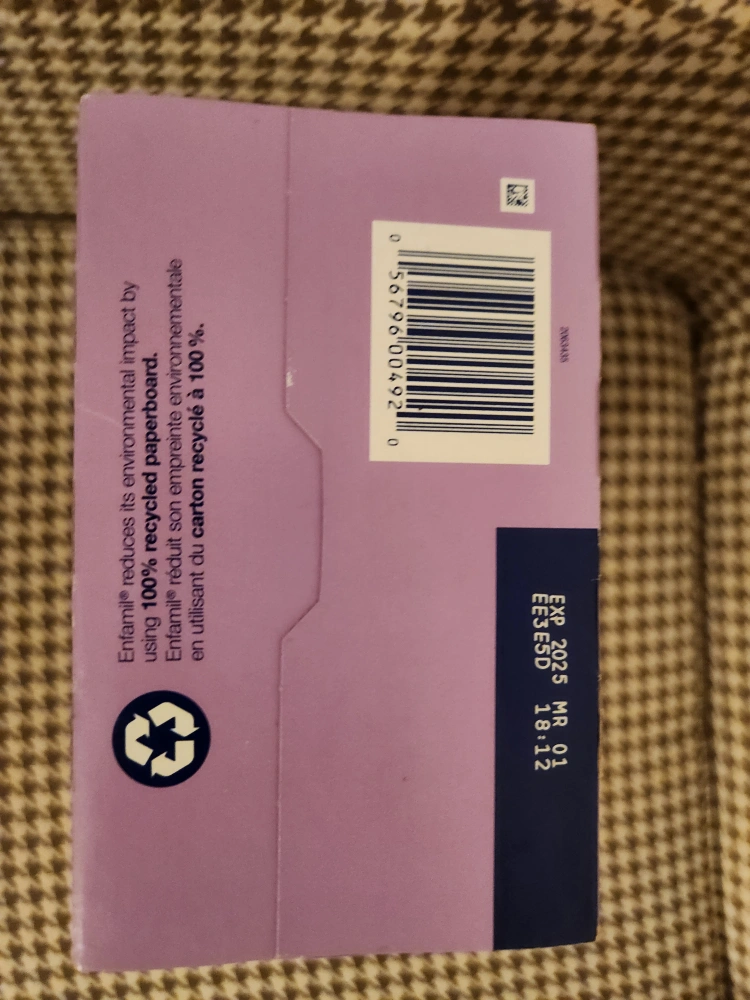 Enfamil® reduces its environmental impact by
using 100% recycled paperboard.
Enfamil® réduit son empreinte environnementale
en utilisant du carton recyclé à 100 %.
0 56796 00492 0
2063435
EXP 2025 MR 01
EE3E5D 18:12